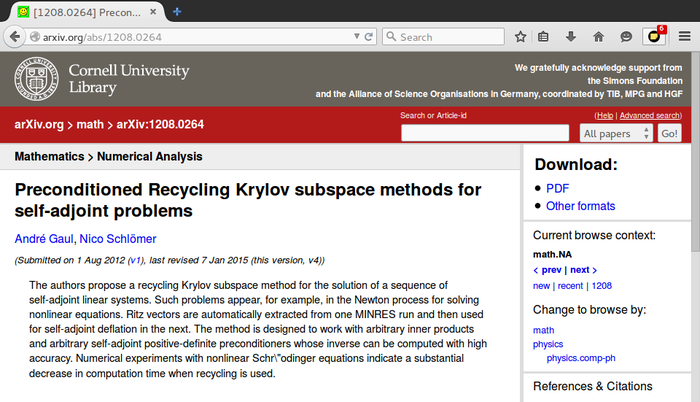 [1208.0264] Precon...
arxiv.org/abs/1208.0264
Search
6
Cornell University
Library
We gratefully acknowledge support from
the Simons Foundation
and the Alliance of Science Organisations in Germany, coordinated by TIB, MPG and HGF
arXiv.org > math > arXiv:1208.0264
Search or Article-id
(Help | Advanced search)
All papers
Go!
Mathematics > Numerical Analysis
Preconditioned Recycling Krylov subspace methods for
self-adjoint problems
André Gaul, Nico Schlömer
(Submitted on 1 Aug 2012 (v1), last revised 7 Jan 2015 (this version, v4))
The authors propose a recycling Krylov subspace method for the solution of a sequence of
self-adjoint linear systems. Such problems appear, for example, in the Newton process for solving
nonlinear equations. Ritz vectors are automatically extracted from one MINRES run and then used
for self-adjoint deflation in the next. The method is designed to work with arbitrary inner products
and arbitrary self-adjoint positive-definite preconditioners whose inverse can be computed with high
accuracy. Numerical experiments with nonlinear Schr\"odinger equations indicate a substantial
decrease in computation time when recycling is used.
Download:
PDF
Other formats
Current browse context:
math.NA
< prev | next >
new | recent | 1208
Change to browse by:
math
physics
physics.comp-ph
References & Citations